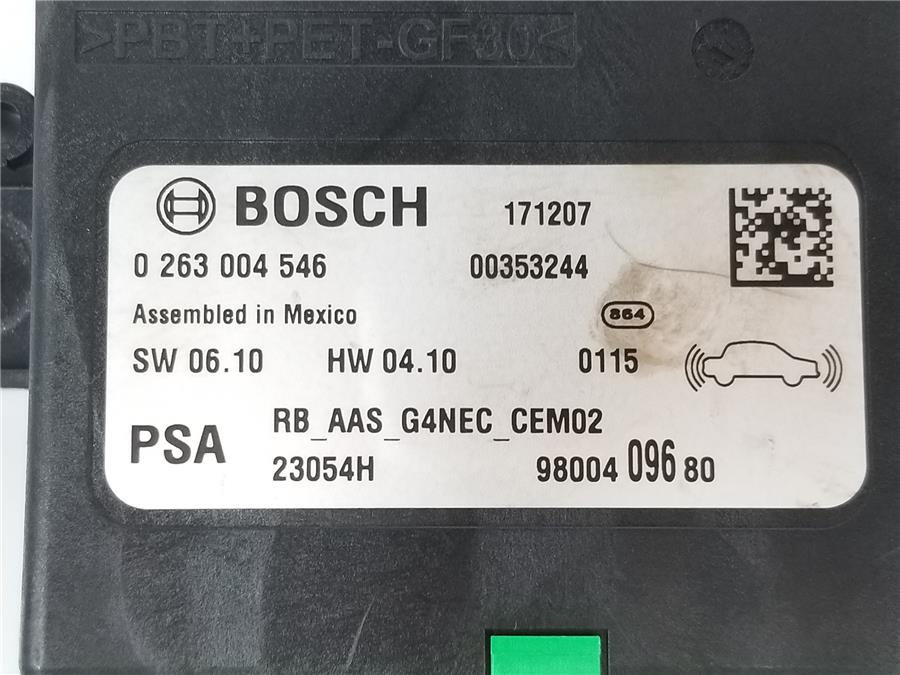 >PBT+PET-GF30<
BOSCH 171207
0 263 004 546 00353244
Assembled in Mexico 864
SW 06.10 HW 04.10 0115
PSA RB_AAS_G4NEC_CEM02
23054H 98004 096 80